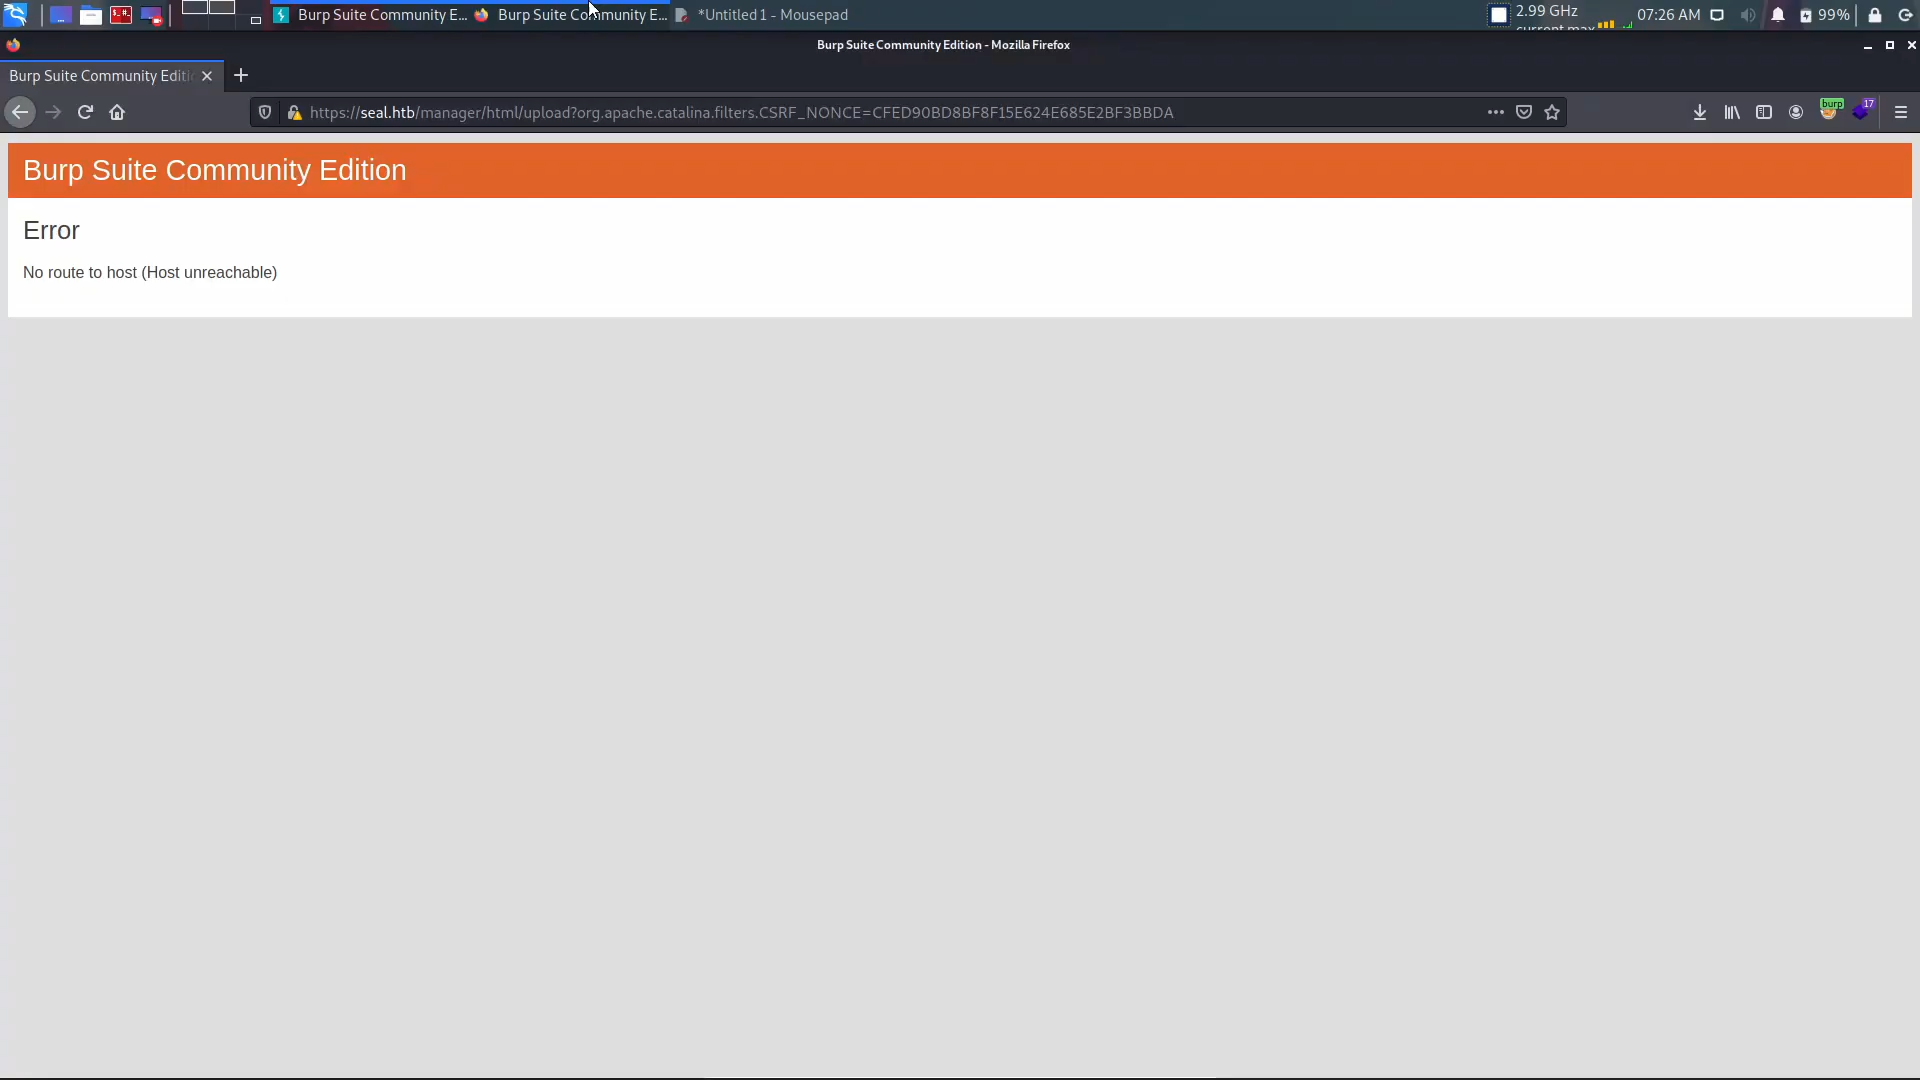 Burp Suite Community E...
Burp Suite Community E...
*Untitled 1 - Mousepad
2.99 GHz
current max
07:26 AM
99%
Burp Suite Community Edition - Mozilla Firefox
Burp Suite Community Editi
https://seal.htb/manager/html/upload?org.apache.catalina.filters.CSRF_NONCE=CFED90BD8BF8F15E624E685E2BF3BBDA
burp
17
Burp Suite Community Edition
Error
No route to host (Host unreachable)